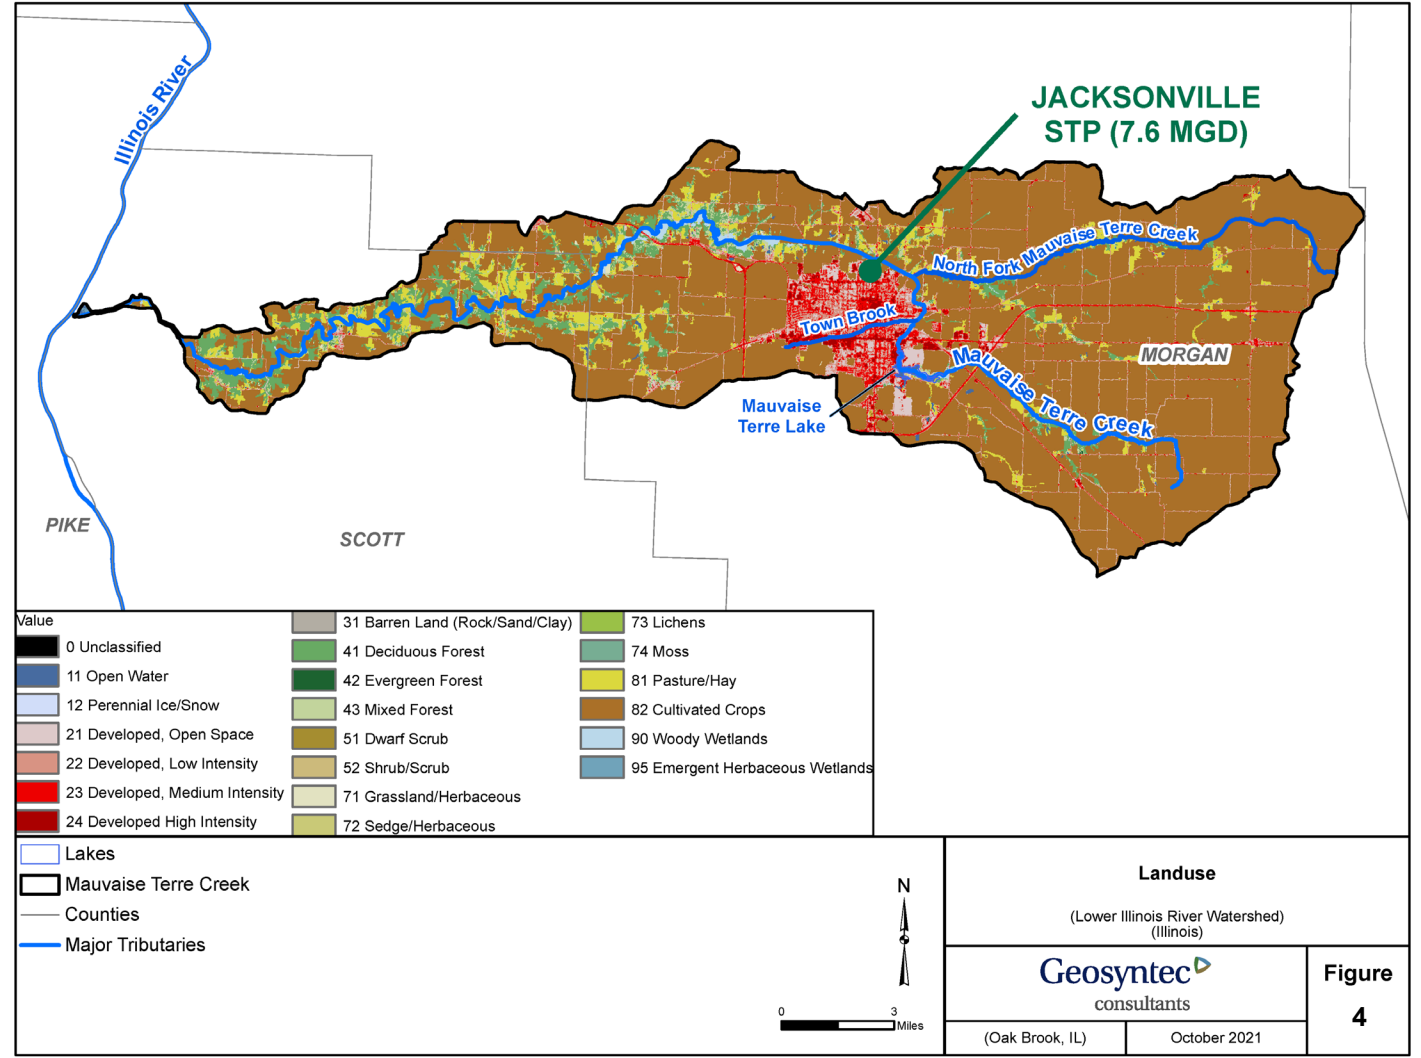 Illinois River
JACKSONVILLE
STP (7.6 MGD)
North Fork Mauvaise Terre Creek
Town Brook
MORGAN
Mauvaise Terre Creek
Mauvaise
Terre Lake
PIKE
SCOTT
Value
0 Unclassified
11 Open Water
12 Perennial Ice/Snow
21 Developed, Open Space
22 Developed, Low Intensity
23 Developed, Medium Intensity
24 Developed High Intensity
31 Barren Land (Rock/Sand/Clay)
41 Deciduous Forest
42 Evergreen Forest
43 Mixed Forest
51 Dwarf Scrub
52 Shrub/Scrub
71 Grassland/Herbaceous
72 Sedge/Herbaceous
73 Lichens
74 Moss
81 Pasture/Hay
82 Cultivated Crops
90 Woody Wetlands
95 Emergent Herbaceous Wetlands
Lakes
Mauvaise Terre Creek
Counties
Major Tributaries
N
0 3
Miles
Landuse
(Lower Illinois River Watershed)
(Illinois)
Geosyntec
consultants
(Oak Brook, IL)
October 2021
Figure
4